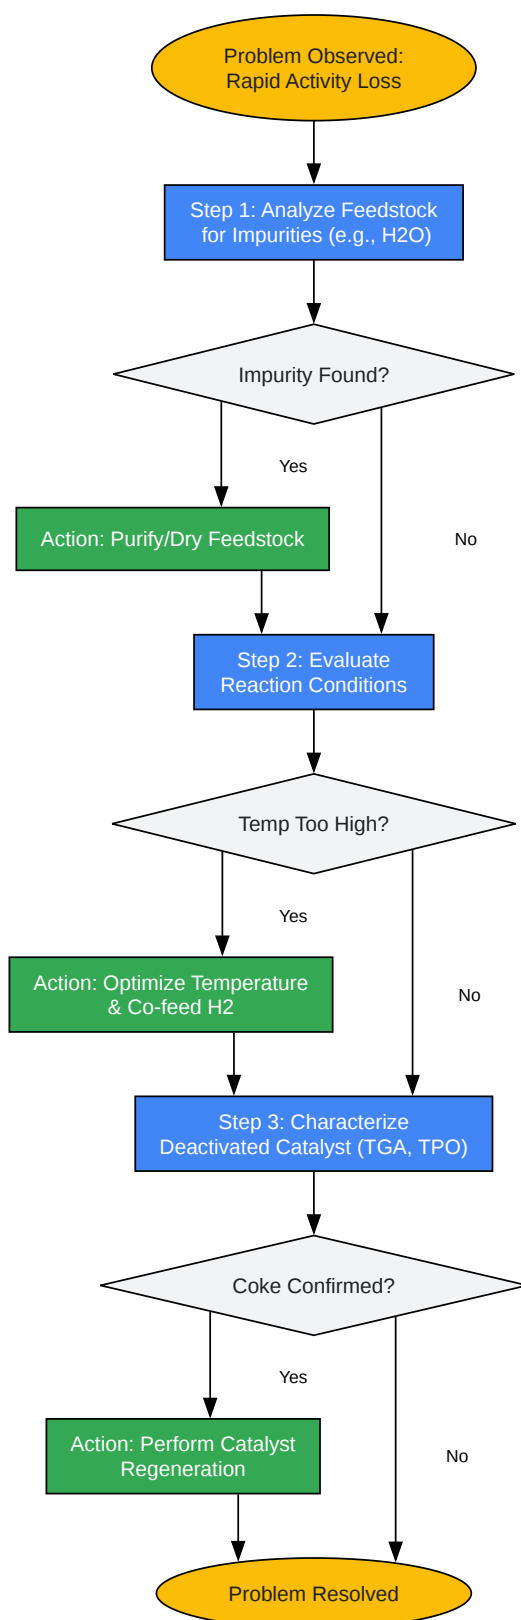 Problem Observed:
Rapid Activity Loss
Step 1: Analyze Feedstock
for Impurities (e.g., H2O)
Impurity Found?
Yes
Action: Purify/Dry Feedstock
No
Step 2: Evaluate
Reaction Conditions
Temp Too High?
Yes
Action: Optimize Temperature
& Co-feed H2
No
Step 3: Characterize
Deactivated Catalyst (TGA, TPO)
Coke Confirmed?
Yes
Action: Perform Catalyst
Regeneration
No
Problem Resolved